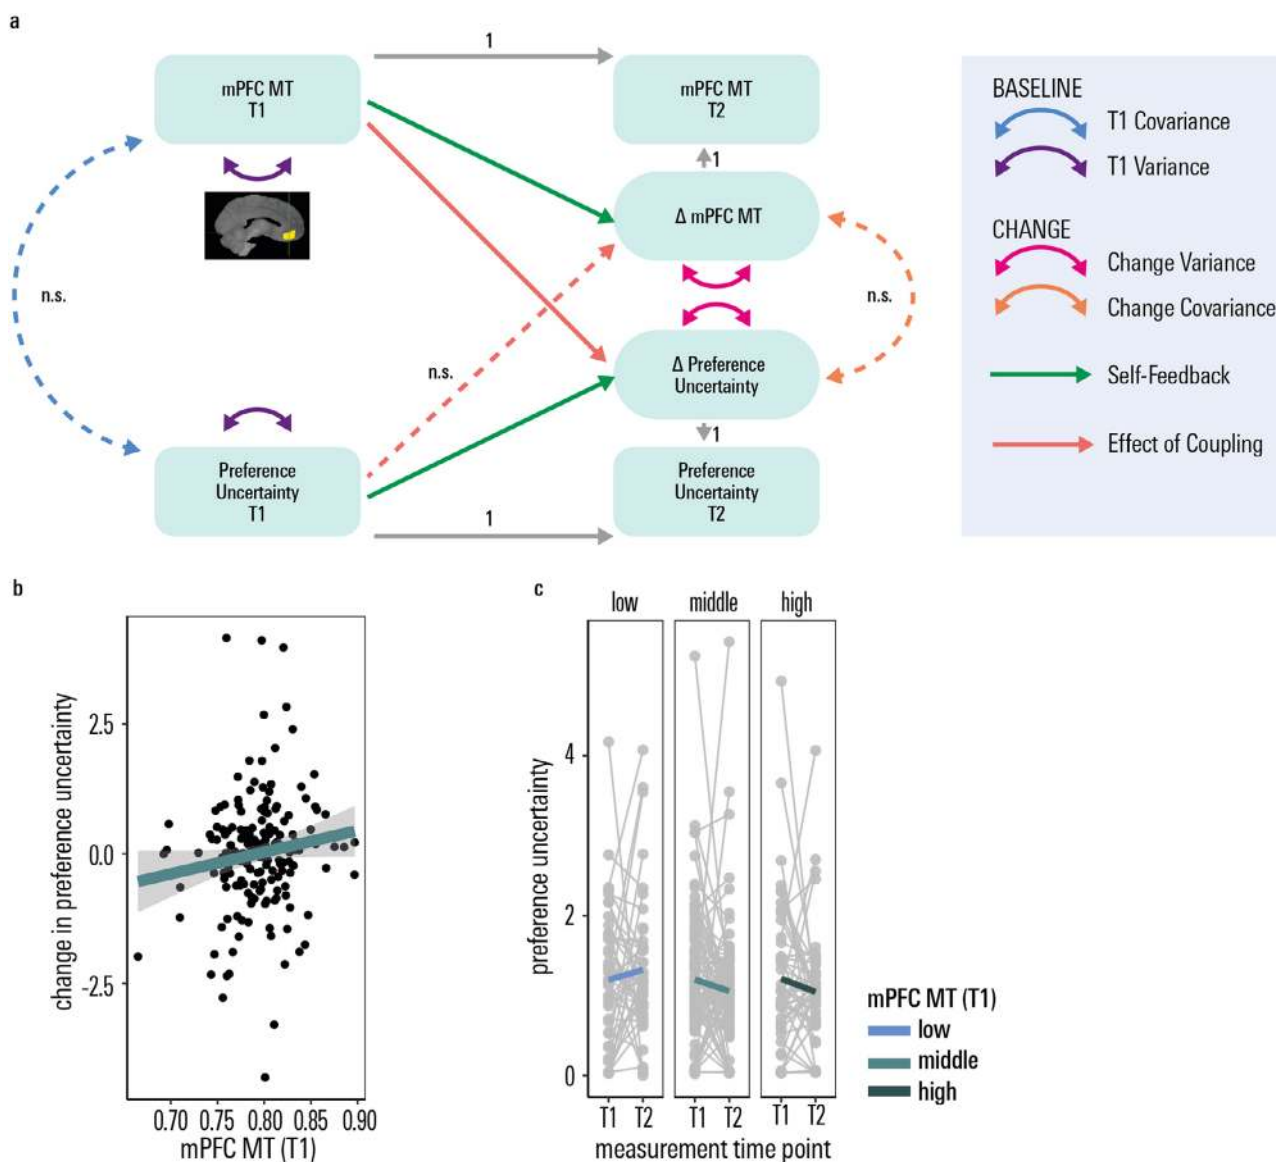 a
1
mPFC MT
T1
mPFC MT
T2
1
Δ mPFC MT
n.s.
n.s.
n.s.
Δ Preference
Uncertainty
1
Preference
Uncertainty
T1
Preference
Uncertainty
T2
1
BASELINE
T1 Covariance
T1 Variance
CHANGE
Change Variance
Change Covariance
Self-Feedback
Effect of Coupling
b
change in preference uncertainty
2.5
0.0
-2.5
0.70 0.75 0.80 0.85 0.90
mPFC MT (T1)
c
low middle high
preference uncertainty
4
2
0
T1 T2 T1 T2 T1 T2
measurement time point
mPFC MT (T1)
low
middle
high